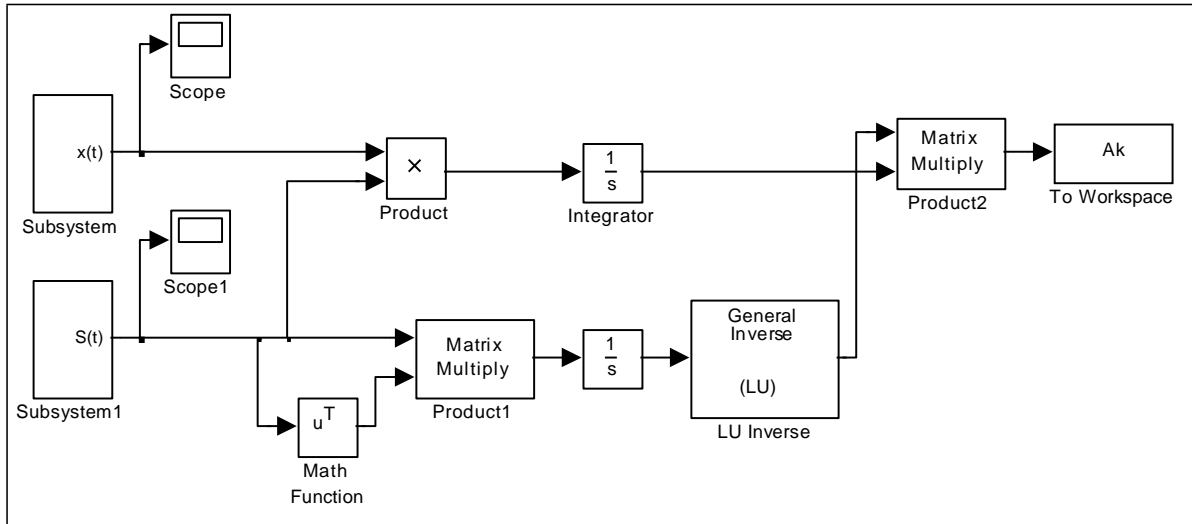 Scope
x(t)
Subsystem
Scope1
S(t)
Subsystem1
×
Product
1
s
Integrator
Matrix
Multiply
Product2
Ak
To Workspace
Matrix
Multiply
Product1
u^T
Math
Function
1
s
General
Inverse
(LU)
LU Inverse